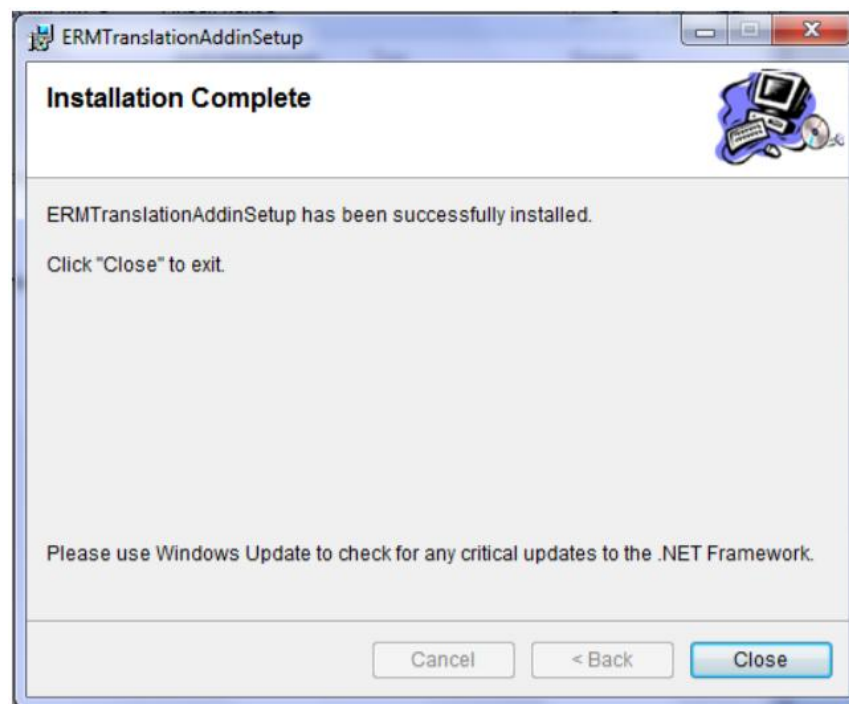 ERMTranslationAddinSetup
Installation Complete
ERMTranslationAddinSetup has been successfully installed.
Click "Close" to exit.
Please use Windows Update to check for any critical updates to the .NET Framework.
Cancel
< Back
Close